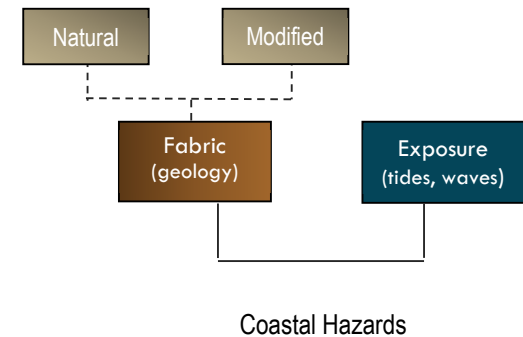 Natural
Modified
Fabric
(geology)
Exposure
(tides, waves)
Coastal Hazards